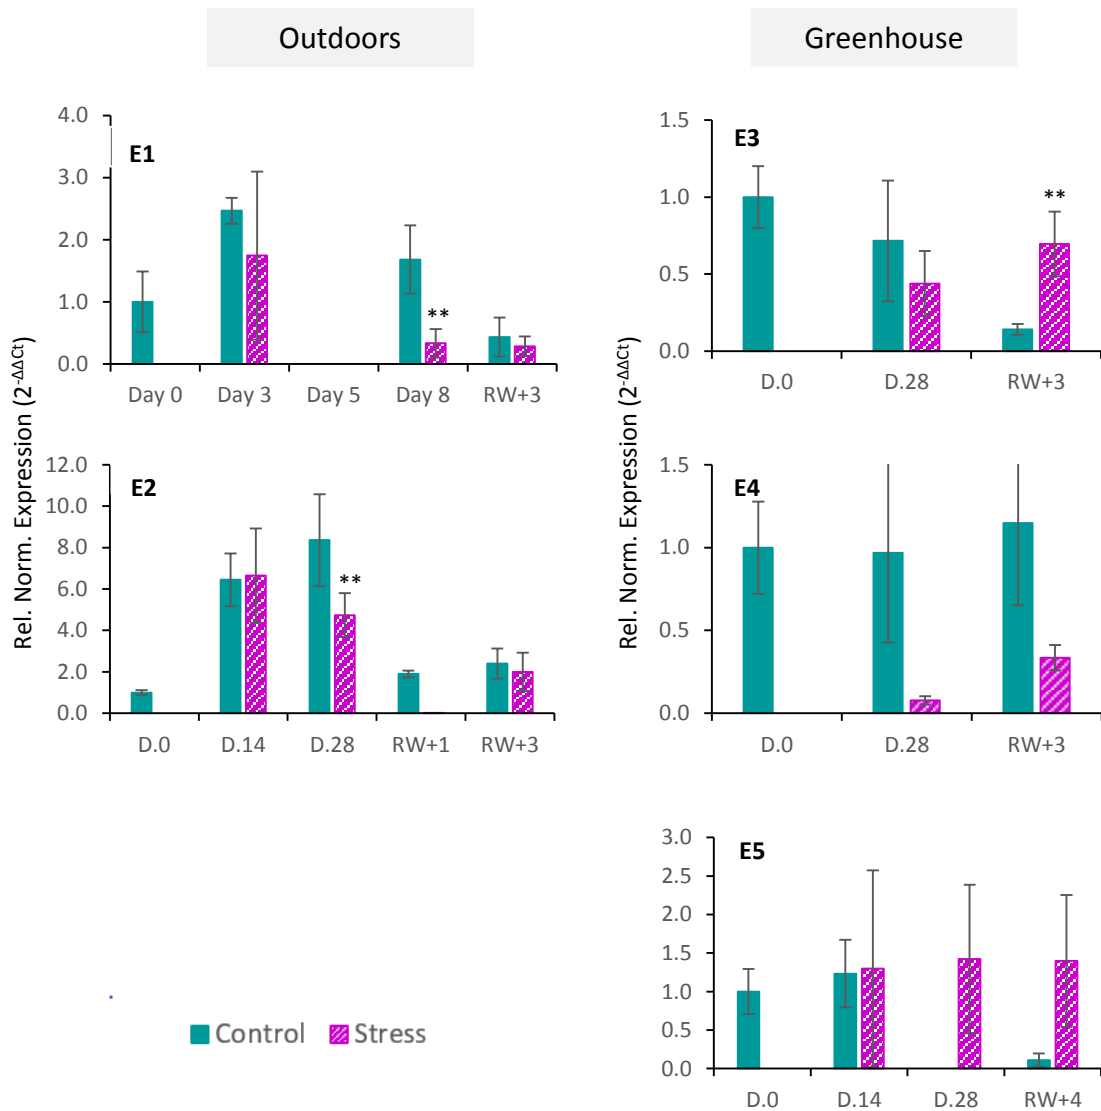 Outdoors
Greenhouse
Rel. Norm. Expression (2^-ΔΔCt)
4.0
3.0
2.0
1.0
0.0
E1
**
Day 0 Day 3 Day 5 Day 8 RW+3
12.0
10.0
8.0
6.0
4.0
2.0
0.0
E2
**
D.0 D.14 D.28 RW+1 RW+3
Control Stress
Rel. Norm. Expression (2^-ΔΔCt)
1.5
1.0
0.5
0.0
E3
**
D.0 D.28 RW+3
1.5
1.0
0.5
0.0
E4
D.0 D.28 RW+3
3.0
2.5
2.0
1.5
1.0
0.5
0.0
E5
D.0 D.14 D.28 RW+4